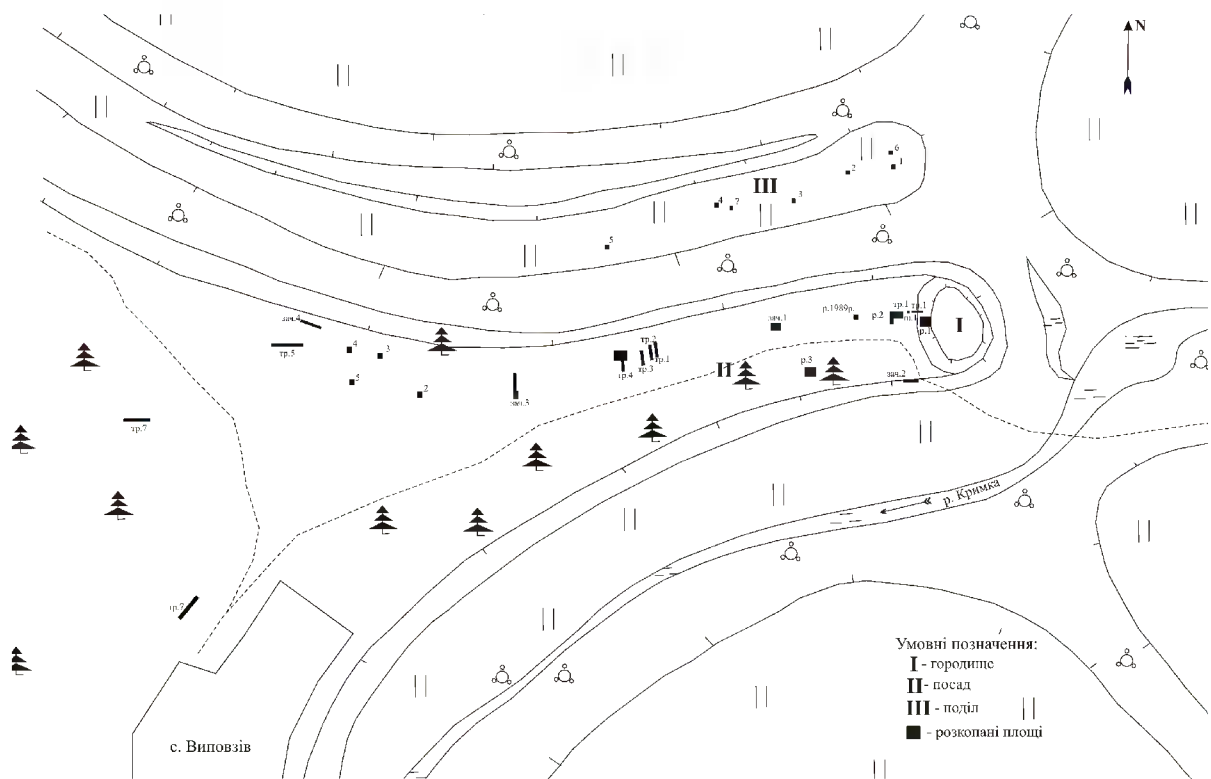 N
6
1
2
III
3
4
7
5
р.1989р.
тр.1
тр.1
р.2
зач.1
р.1
I
зач.4
тр.5
4
3
5
2
тр.2
тр.1
тр.3
тр.4
II
р.3
зач.2
зач.3
тр.7
р. Кримка
тр.7
с. Виповзів
Умовні позначення:
I - городище
II - посад
III - поділ
- розкопані площі